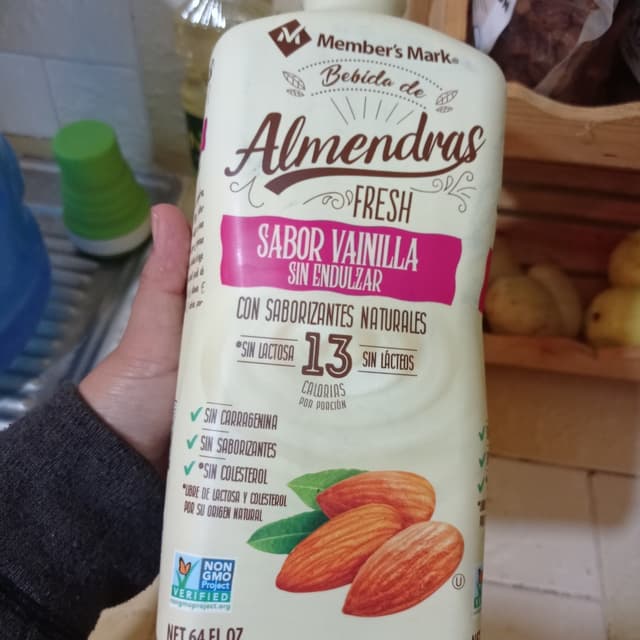 Member's Mark®
Bebida de
Almendras
FRESH
SABOR VAINILLA
SIN ENDULZAR
CON SABORIZANTES NATURALES
*SIN LACTOSA 13 SIN LÁCTEOS
CALORÍAS
POR PORCIÓN
✓ SIN CARRAGENINA
✓ SIN SABORIZANTES
✓ *SIN COLESTEROL
*LIBRE DE LACTOSA Y COLESTEROL
POR SU ORIGEN NATURAL
NON
GMO
Project
VERIFIED
nongmoproject.org
U
NET 64 FL OZ